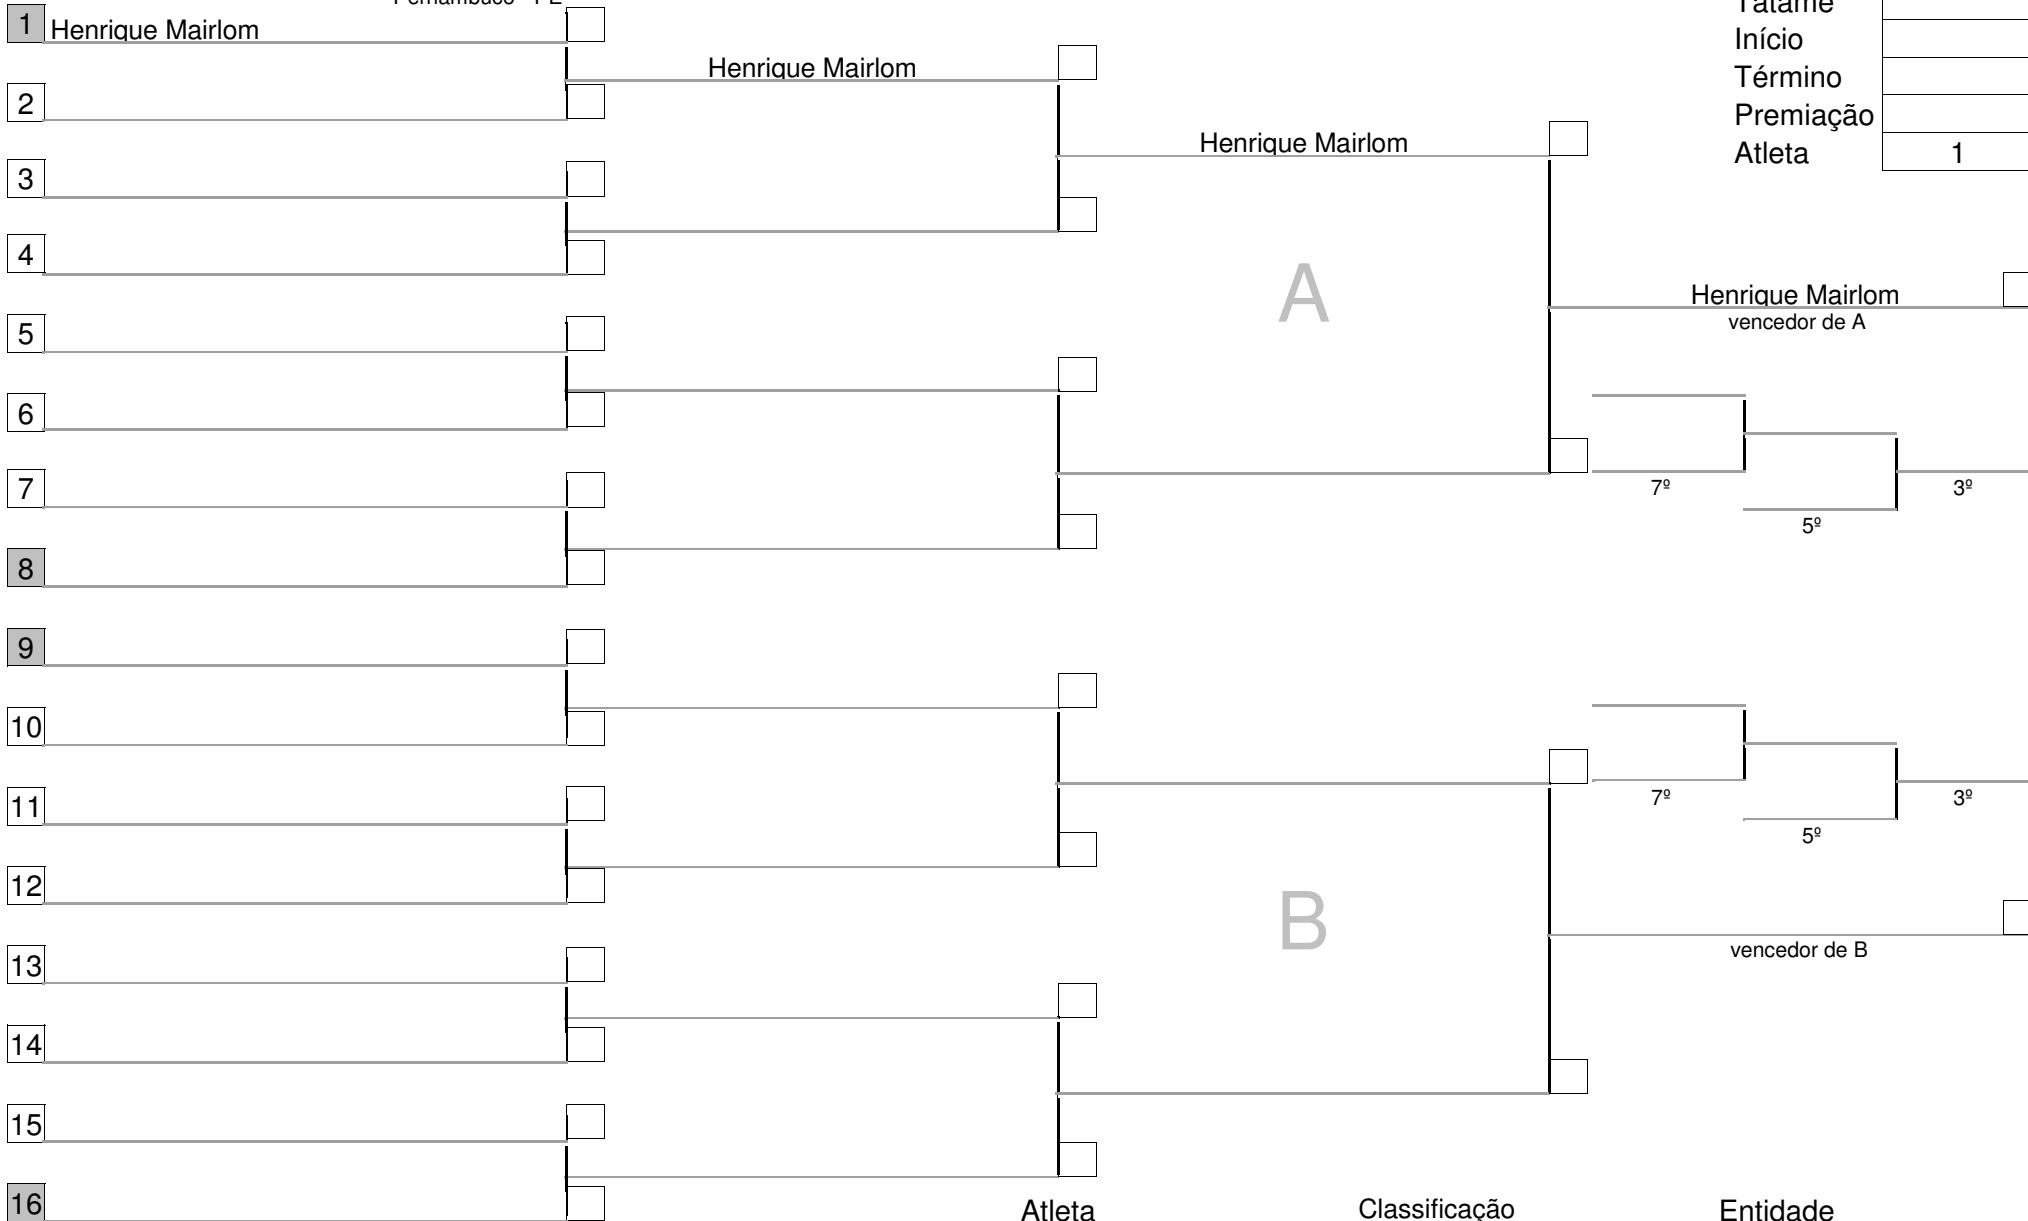 Pernambuco - PE
Tatame
1 Henrique Mairlom
Início
Henrique Mairlom
Término
2
Premiação
Henrique Mairlom
Atleta 1
3
4
A
Henrique Mairlom
vencedor de A
5
6
7
7º
3º
5º
8
9
10
11
7º
3º
5º
12
B
vencedor de B
13
14
15
16
Atleta Classificação Entidade